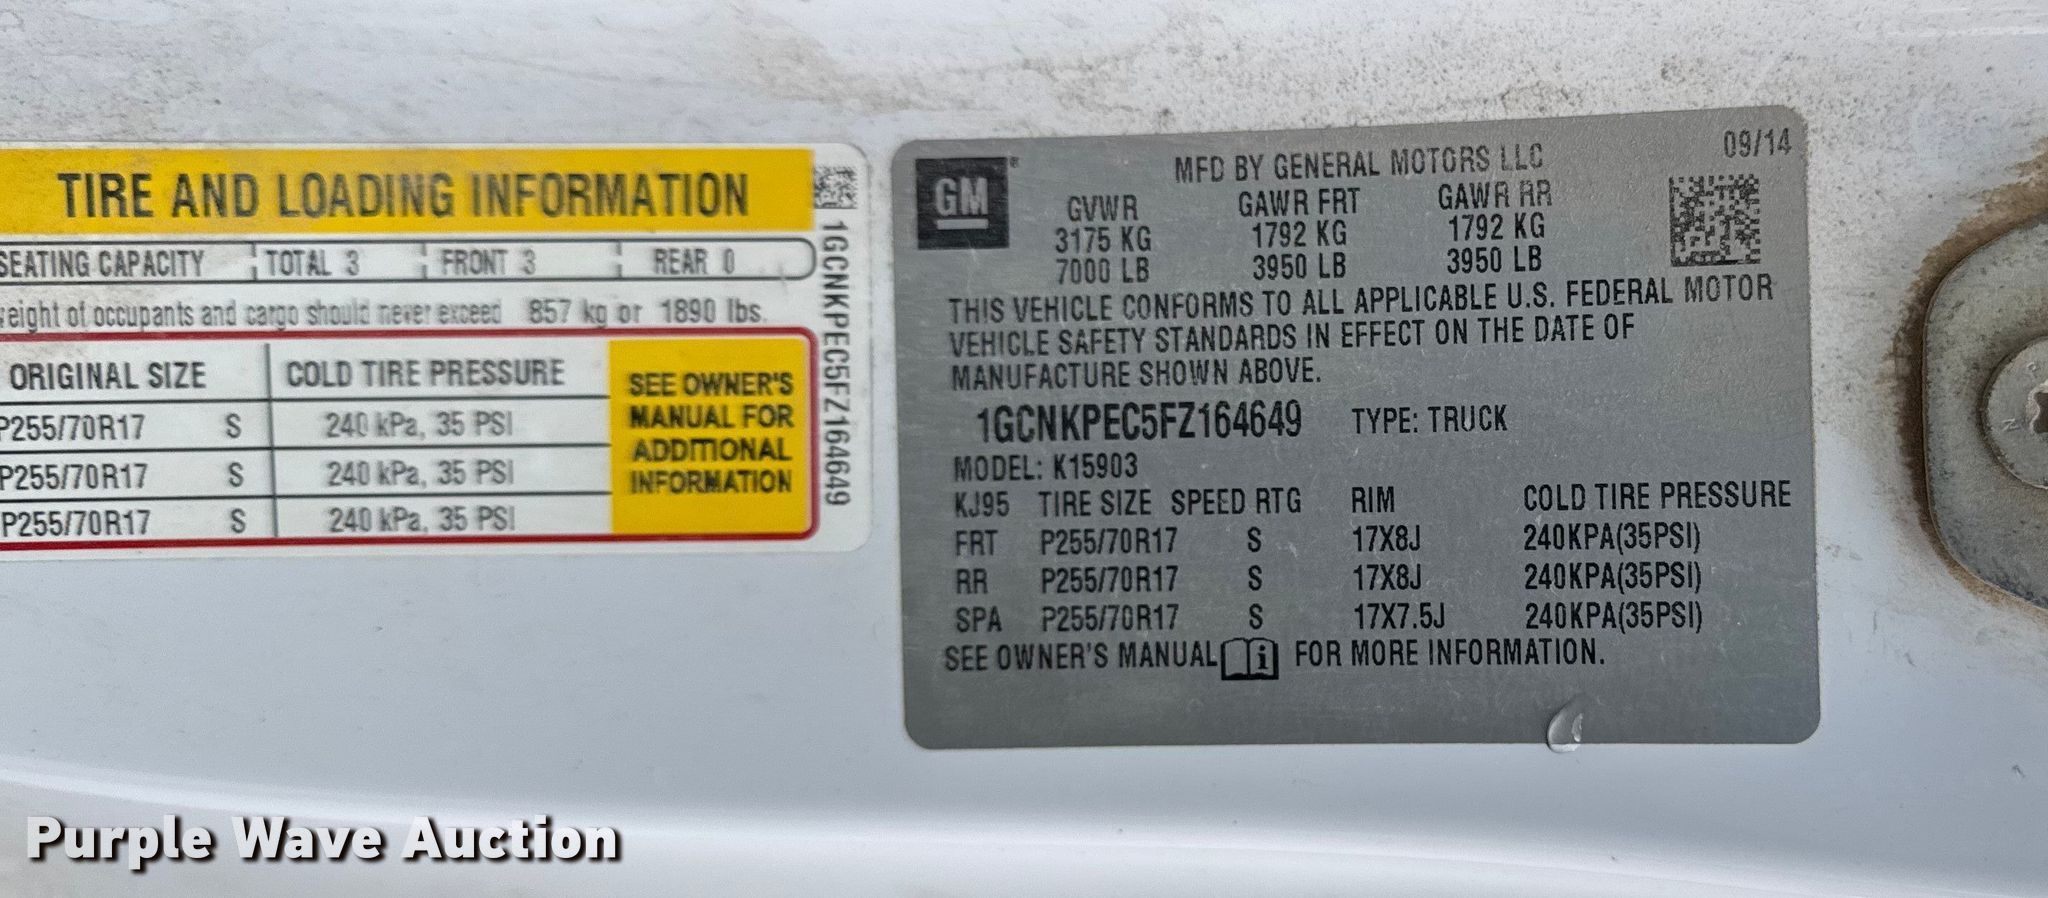 TIRE AND LOADING INFORMATION
SEATING CAPACITY TOTAL 3 FRONT 3 REAR 0
weight of occupants and cargo should never exceed 857 kg or 1890 lbs.
ORIGINAL SIZE COLD TIRE PRESSURE
P255/70R17 S 240 kPa, 35 PSI
P255/70R17 S 240 kPa, 35 PSI
P255/70R17 S 240 kPa, 35 PSI
SEE OWNER'S
MANUAL FOR
ADDITIONAL
INFORMATION
1GCNKPEC5FZ164649
GM®
MFD BY GENERAL MOTORS LLC 09/14
GVWR GAWR FRT GAWR RR
3175 KG 1792 KG 1792 KG
7000 LB 3950 LB 3950 LB
THIS VEHICLE CONFORMS TO ALL APPLICABLE U.S. FEDERAL MOTOR
VEHICLE SAFETY STANDARDS IN EFFECT ON THE DATE OF
MANUFACTURE SHOWN ABOVE.
1GCNKPEC5FZ164649 TYPE: TRUCK
MODEL: K15903
KJ95 TIRE SIZE SPEED RTG RIM COLD TIRE PRESSURE
FRT P255/70R17 S 17X8J 240KPA(35PSI)
RR P255/70R17 S 17X8J 240KPA(35PSI)
SPA P255/70R17 S 17X7.5J 240KPA(35PSI)
SEE OWNER'S MANUAL FOR MORE INFORMATION.
Purple Wave Auction